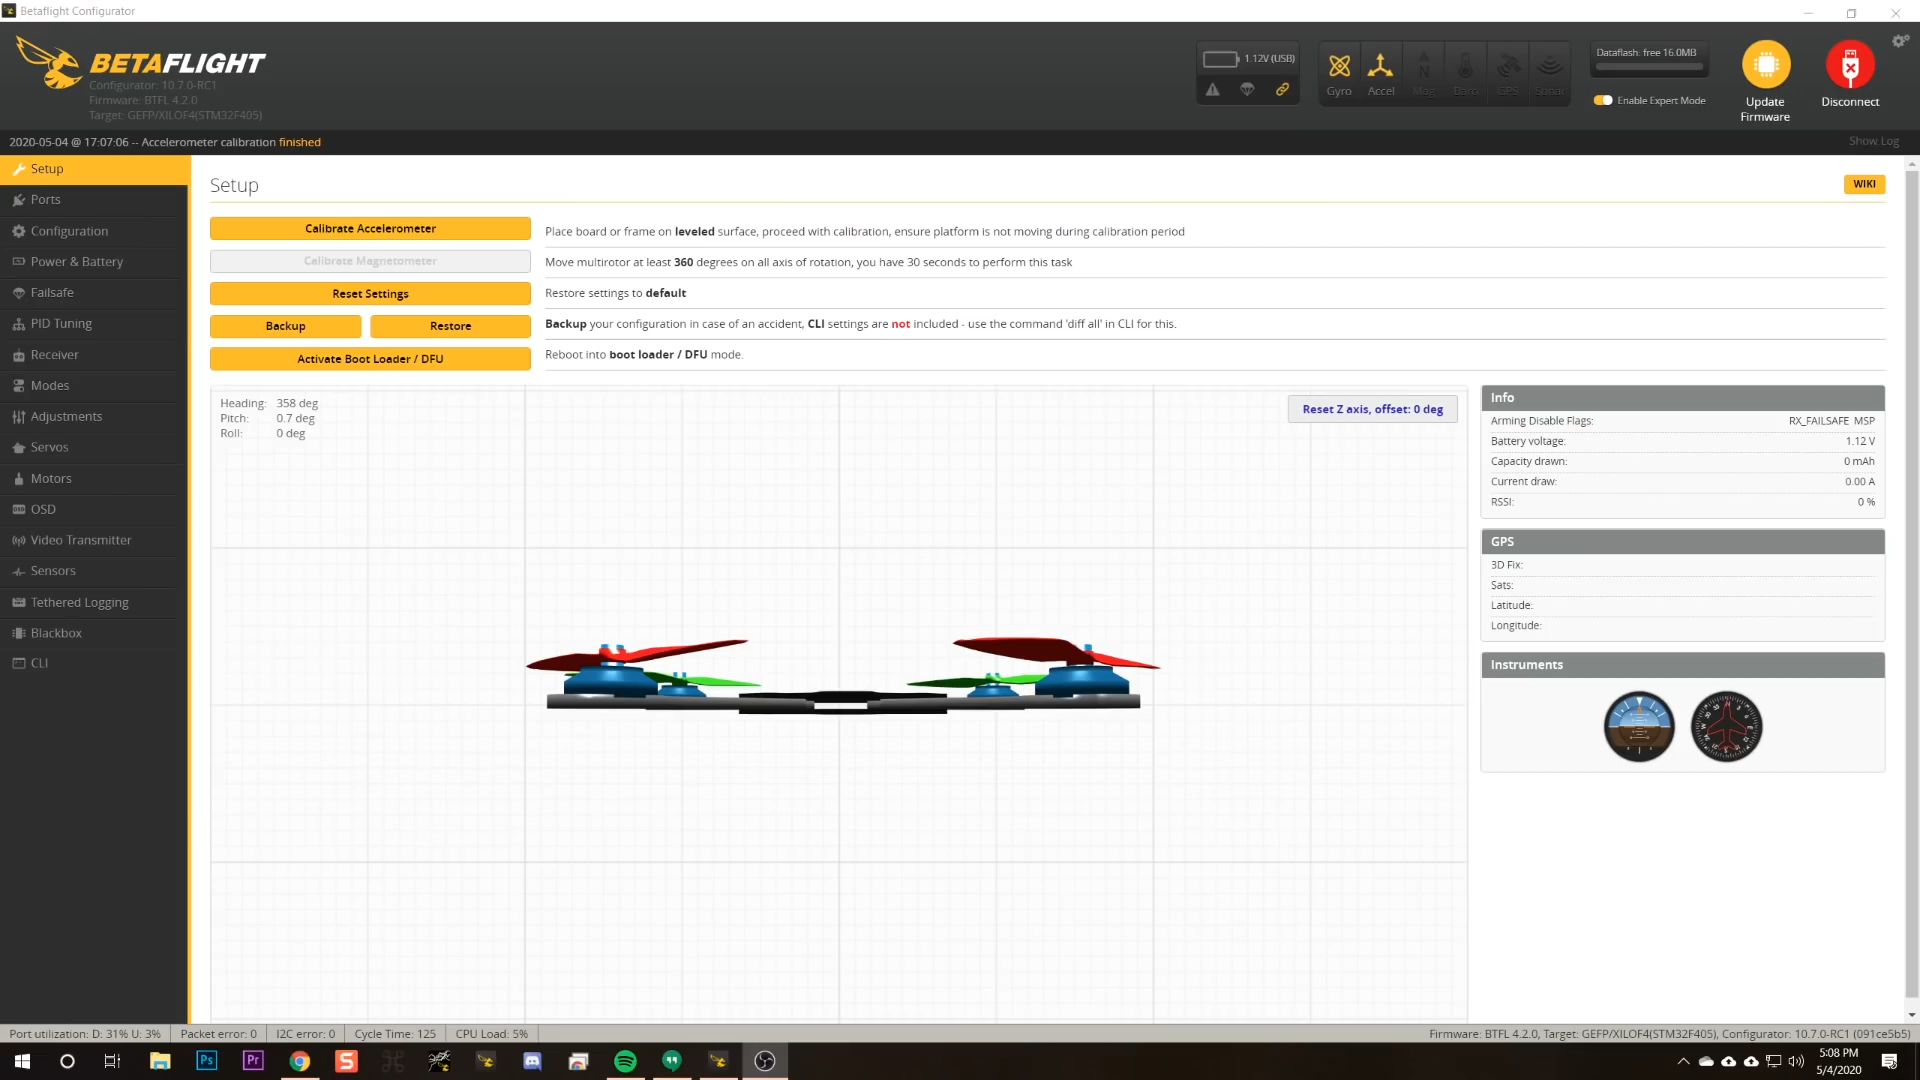 Betaflight Configurator
BETAFLIGHT
Configurator: 10.7.0-RC1
Firmware: BTFL 4.2.0
Target: GEFP/XILOF4(STM32F405)
1.12V (USB)
Gyro
Accel
Mag
Baro
GPS
Sonar
Dataflash: free 16.0MB
Enable Expert Mode
Update
Firmware
Disconnect
2020-05-04 @ 17:07:06 -- Accelerometer calibration finished
Show Log
Setup
Ports
Configuration
Power & Battery
Failsafe
PID Tuning
Receiver
Modes
Adjustments
Servos
Motors
OSD
Video Transmitter
Sensors
Tethered Logging
Blackbox
CLI
Setup
WIKI
Calibrate Accelerometer
Place board or frame on leveled surface, proceed with calibration, ensure platform is not moving during calibration period
Calibrate Magnetometer
Move multirotor at least 360 degrees on all axis of rotation, you have 30 seconds to perform this task
Reset Settings
Restore settings to default
Backup
Restore
Backup your configuration in case of an accident, CLI settings are not included - use the command 'diff all' in CLI for this.
Activate Boot Loader / DFU
Reboot into boot loader / DFU mode.
Heading: 358 deg
Pitch: 0.7 deg
Roll: 0 deg
Reset Z axis, offset: 0 deg
Info
Arming Disable Flags: RX_FAILSAFE MSP
Battery voltage: 1.12 V
Capacity drawn: 0 mAh
Current draw: 0.00 A
RSSI: 0 %
GPS
3D Fix:
Sats:
Latitude:
Longitude:
Instruments
Port utilization: D: 31% U: 3%
Packet error: 0
I2C error: 0
Cycle Time: 125
CPU Load: 5%
Firmware: BTFL 4.2.0, Target: GEFP/XILOF4(STM32F405), Configurator: 10.7.0-RC1 (091ce5b5)
Ps
Pr
S
5:08 PM
5/4/2020